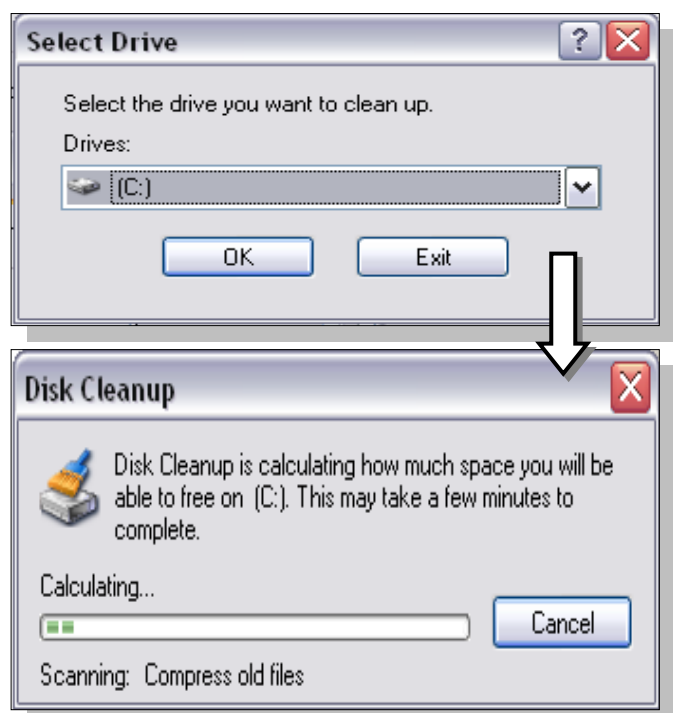 Select Drive
?
Select the drive you want to clean up.
Drives:
(C:)
OK Exit
Disk Cleanup
Disk Cleanup is calculating how much space you will be
able to free on (C:). This may take a few minutes to
complete.
Calculating...
Cancel
Scanning: Compress old files